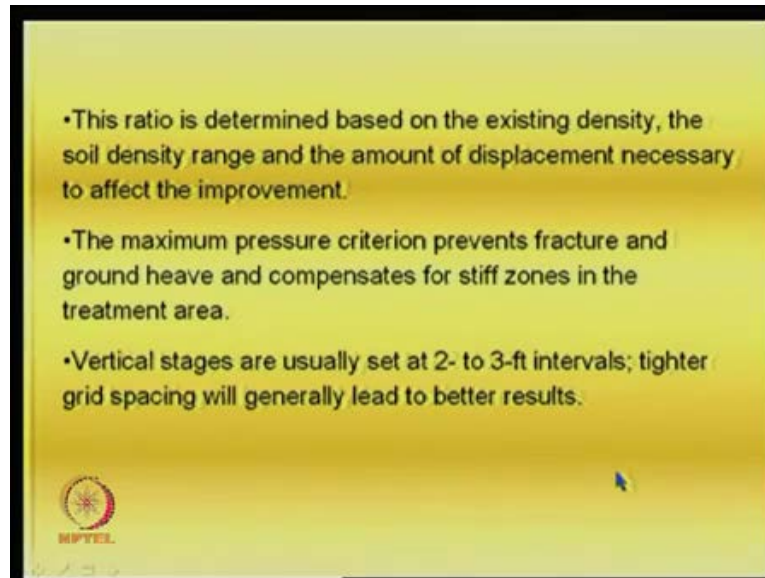 •This ratio is determined based on the existing density, the
soil density range and the amount of displacement necessary
to affect the improvement.
•The maximum pressure criterion prevents fracture and
ground heave and compensates for stiff zones in the
treatment area.
•Vertical stages are usually set at 2- to 3-ft intervals; tighter
grid spacing will generally lead to better results.
NPTEL